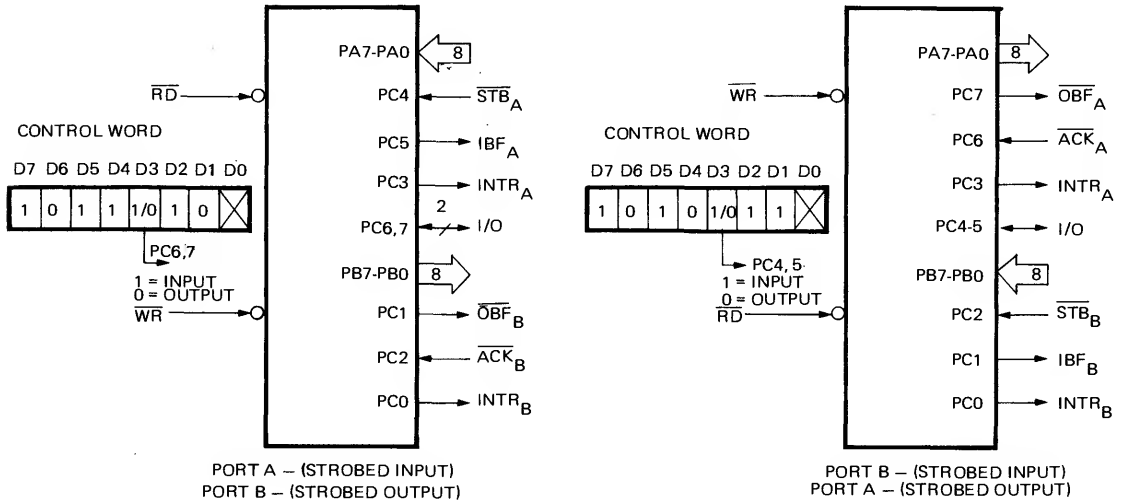 PA7-PA0 8
RD
PC4 STB A
CONTROL WORD
PC5 IBF A
D7 D6 D5 D4 D3 D2 D1 D0
PC3 INTR A
1 0 1 1 1/0 1 0
2
PC6,7 I/O
PC6,7
1 = INPUT
0 = OUTPUT
PB7-PB0 8
WR
PC1 OBF B
PC2 ACK B
PC0 INTR B
PORT A – (STROBED INPUT)
PORT B – (STROBED OUTPUT)
PA7-PA0 8
WR
PC7 OBF A
CONTROL WORD
PC6 ACK A
D7 D6 D5 D4 D3 D2 D1 D0
PC3 INTR A
1 0 1 0 1/0 1 1
PC4-5 I/O
PC4, 5
1 = INPUT
0 = OUTPUT
PB7-PB0 8
RD
PC2 STB B
PC1 IBF B
PC0 INTR B
PORT B – (STROBED INPUT)
PORT A – (STROBED OUTPUT)